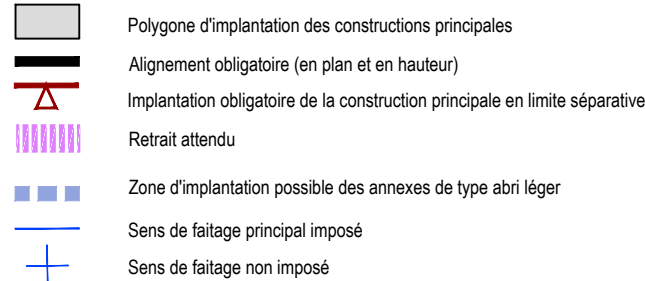 Polygone d'implantation des constructions principales
Alignement obligatoire (en plan et en hauteur)
Implantation obligatoire de la construction principale en limite séparative
Retrait attendu
Zone d'implantation possible des annexes de type abri léger
Sens de faitage principal imposé
Sens de faitage non imposé